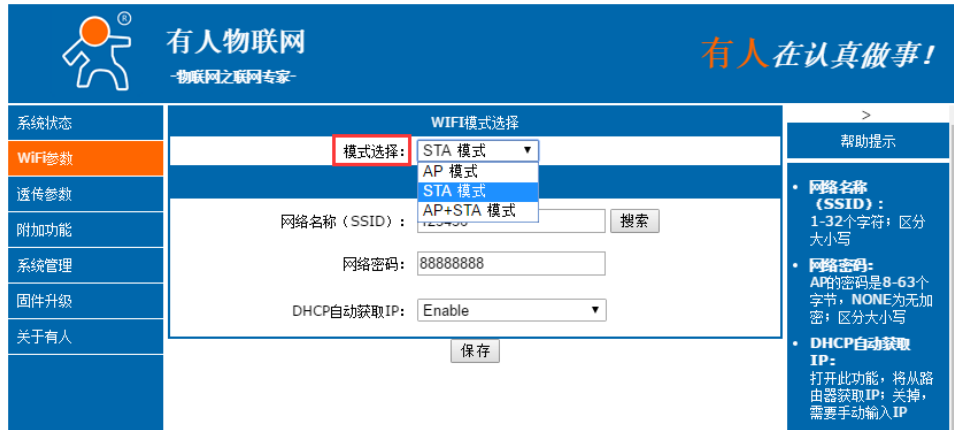 ®
有人物联网
-物联网之联网专家-
有人在认真做事!
系统状态
WiFi参数
透传参数
附加功能
系统管理
固件升级
关于有人
WIFI模式选择
模式选择: STA 模式
AP 模式
STA 模式
AP+STA 模式
网络名称(SSID):
搜索
网络密码: 88888888
DHCP自动获取IP: Enable
保存
>
帮助提示
• 网络名称
(SSID):
1-32个字符;区分
大小写
• 网络密码:
AP的密码是8-63个
字节,NONE为无加
密;区分大小写
• DHCP自动获取
IP:
打开此功能,将从路
由器获取IP;关掉,
需要手动输入IP